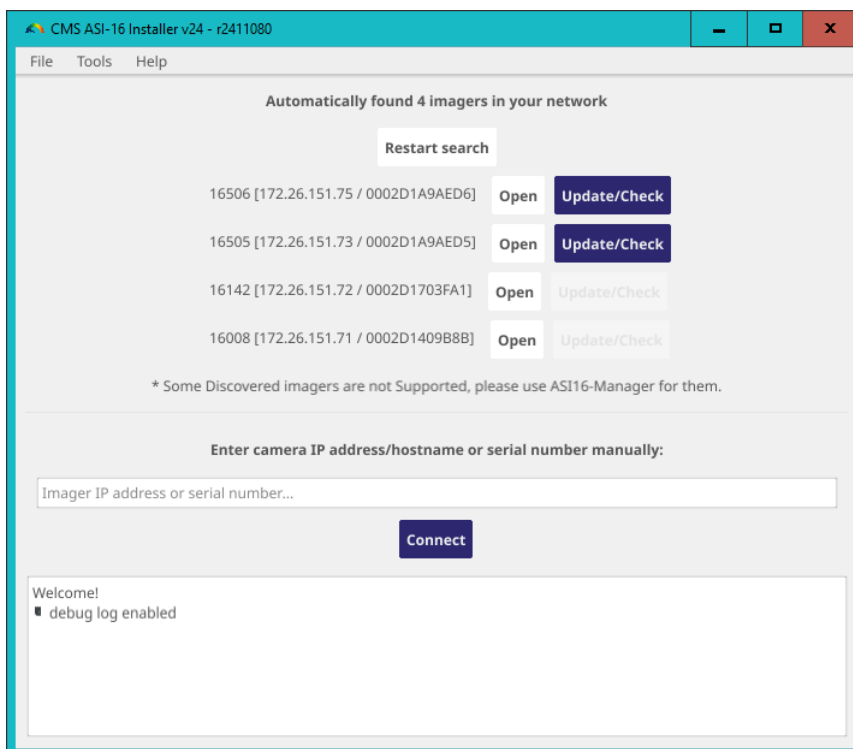 CMS ASI-16 Installer v24 - r2411080
File Tools Help
Automatically found 4 imagers in your network
Restart search
16506 [172.26.151.75 / 0002D1A9AED6] Open Update/Check
16505 [172.26.151.73 / 0002D1A9AED5] Open Update/Check
16142 [172.26.151.72 / 0002D1703FA1] Open Update/Check
16008 [172.26.151.71 / 0002D1409B8B] Open Update/Check
* Some Discovered imagers are not Supported, please use ASI16-Manager for them.
Enter camera IP address/hostname or serial number manually:
Imager IP address or serial number...
Connect
Welcome!
debug log enabled